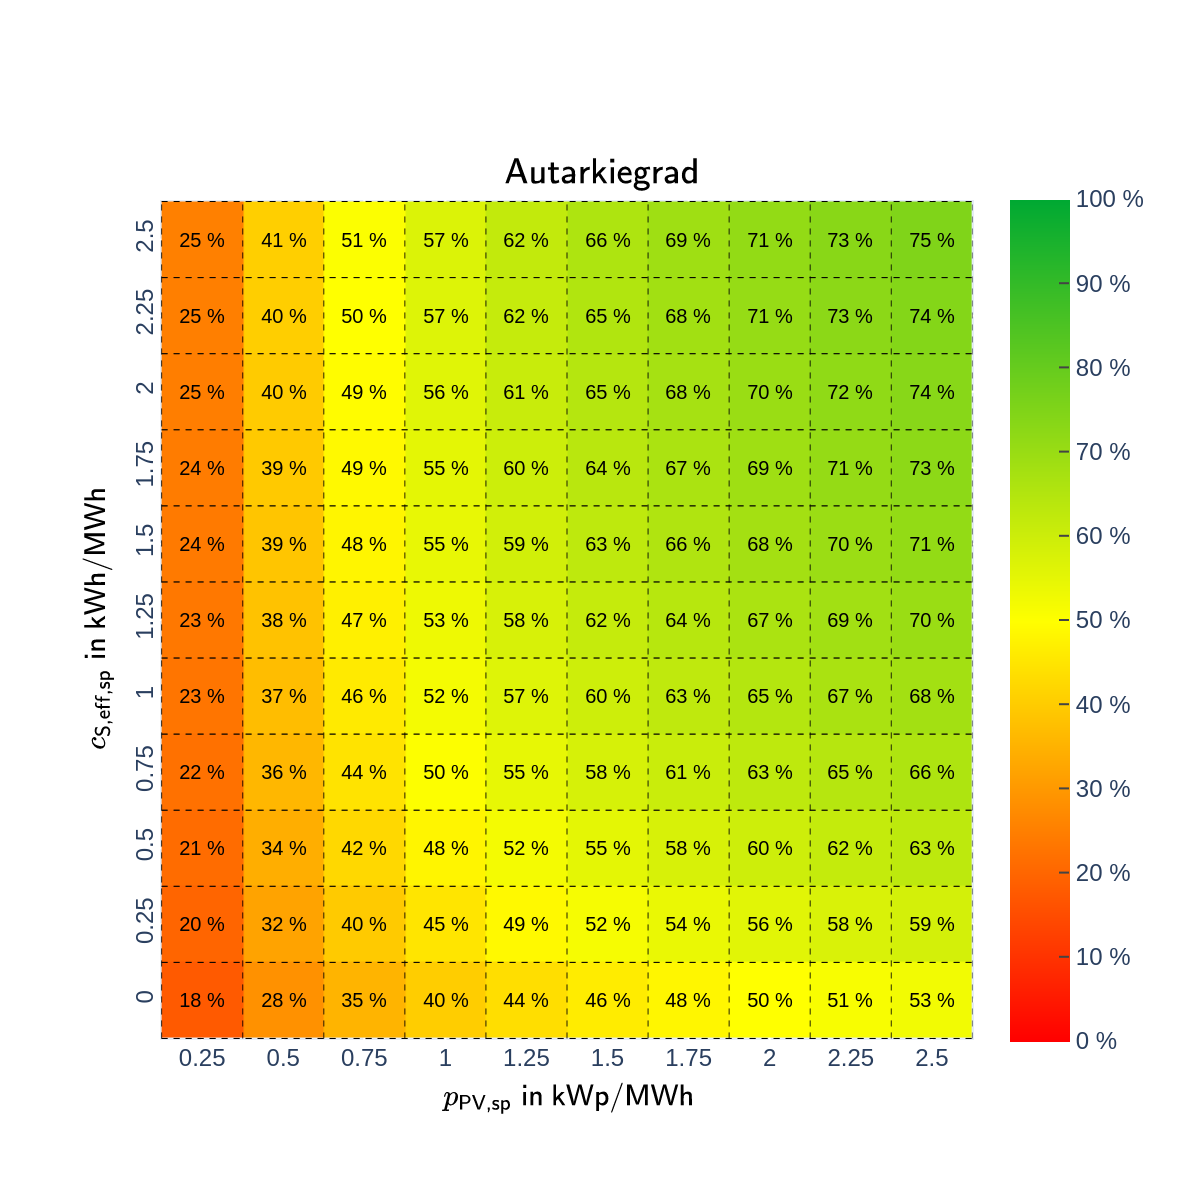 Autarkiegrad
2.5 25 % 41 % 51 % 57 % 62 % 66 % 69 % 71 % 73 % 75 %
2.25 25 % 40 % 50 % 57 % 62 % 65 % 68 % 71 % 73 % 74 %
2 25 % 40 % 49 % 56 % 61 % 65 % 68 % 70 % 72 % 74 %
1.75 24 % 39 % 49 % 55 % 60 % 64 % 67 % 69 % 71 % 73 %
1.5 24 % 39 % 48 % 55 % 59 % 63 % 66 % 68 % 70 % 71 %
1.25 23 % 38 % 47 % 53 % 58 % 62 % 64 % 67 % 69 % 70 %
1 23 % 37 % 46 % 52 % 57 % 60 % 63 % 65 % 67 % 68 %
0.75 22 % 36 % 44 % 50 % 55 % 58 % 61 % 63 % 65 % 66 %
0.5 21 % 34 % 42 % 48 % 52 % 55 % 58 % 60 % 62 % 63 %
0.25 20 % 32 % 40 % 45 % 49 % 52 % 54 % 56 % 58 % 59 %
0 18 % 28 % 35 % 40 % 44 % 46 % 48 % 50 % 51 % 53 %
0.25 0.5 0.75 1 1.25 1.5 1.75 2 2.25 2.5
pPV,sp in kWp/MWh
cS,eff,sp in kWh/MWh
100 %
90 %
80 %
70 %
60 %
50 %
40 %
30 %
20 %
10 %
0 %